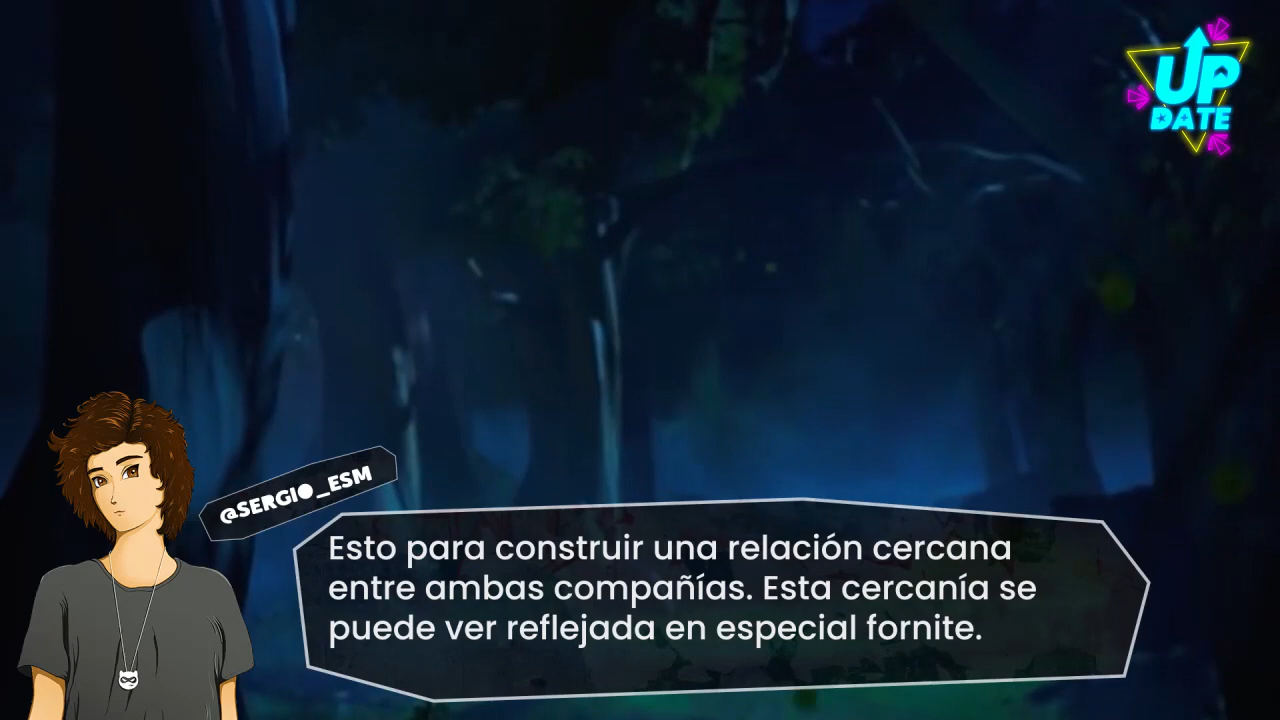 UP
DATE
@SERGIO_ESM
Esto para construir una relación cercana
entre ambas compañías. Esta cercanía se
puede ver reflejada en especial fornite.